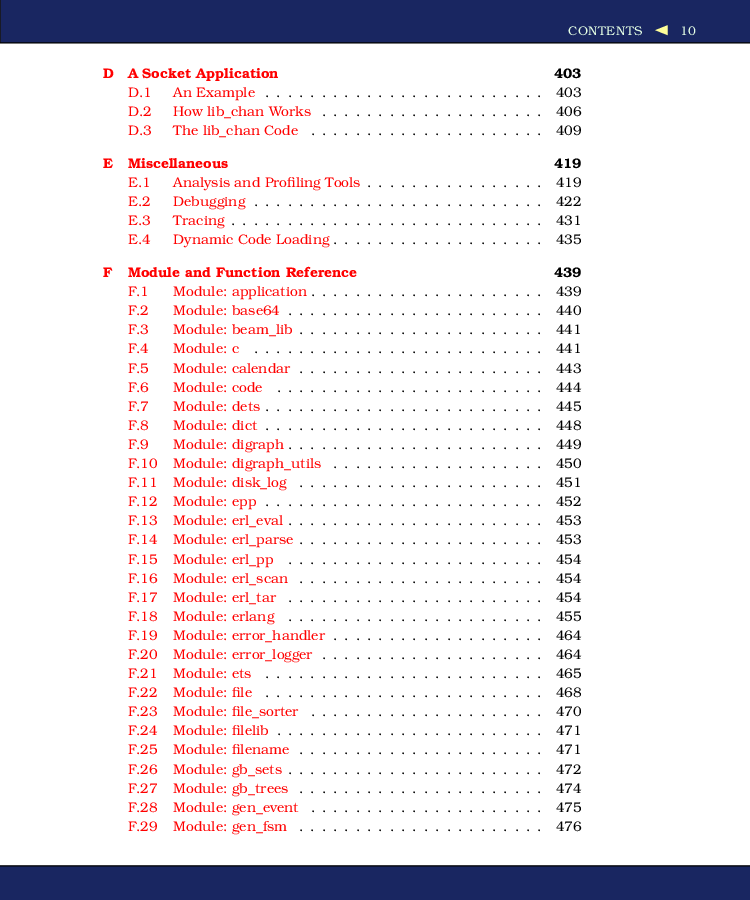 CONTENTS ◀ 10
D A Socket Application 403
D.1 An Example . . . . . . . . . . . . . . . . . . . . . . . . . 403
D.2 How lib_chan Works . . . . . . . . . . . . . . . . . . . . 406
D.3 The lib_chan Code . . . . . . . . . . . . . . . . . . . . . 409
E Miscellaneous 419
E.1 Analysis and Profiling Tools . . . . . . . . . . . . . . . . 419
E.2 Debugging . . . . . . . . . . . . . . . . . . . . . . . . . . 422
E.3 Tracing . . . . . . . . . . . . . . . . . . . . . . . . . . . . 431
E.4 Dynamic Code Loading . . . . . . . . . . . . . . . . . . . 435
F Module and Function Reference 439
F.1 Module: application . . . . . . . . . . . . . . . . . . . . . 439
F.2 Module: base64 . . . . . . . . . . . . . . . . . . . . . . . 440
F.3 Module: beam_lib . . . . . . . . . . . . . . . . . . . . . . 441
F.4 Module: c . . . . . . . . . . . . . . . . . . . . . . . . . . 441
F.5 Module: calendar . . . . . . . . . . . . . . . . . . . . . . 443
F.6 Module: code . . . . . . . . . . . . . . . . . . . . . . . . 444
F.7 Module: dets . . . . . . . . . . . . . . . . . . . . . . . . . 445
F.8 Module: dict . . . . . . . . . . . . . . . . . . . . . . . . . 448
F.9 Module: digraph . . . . . . . . . . . . . . . . . . . . . . . 449
F.10 Module: digraph_utils . . . . . . . . . . . . . . . . . . . 450
F.11 Module: disk_log . . . . . . . . . . . . . . . . . . . . . . 451
F.12 Module: epp . . . . . . . . . . . . . . . . . . . . . . . . . 452
F.13 Module: erl_eval . . . . . . . . . . . . . . . . . . . . . . . 453
F.14 Module: erl_parse . . . . . . . . . . . . . . . . . . . . . . 453
F.15 Module: erl_pp . . . . . . . . . . . . . . . . . . . . . . . 454
F.16 Module: erl_scan . . . . . . . . . . . . . . . . . . . . . . 454
F.17 Module: erl_tar . . . . . . . . . . . . . . . . . . . . . . . 454
F.18 Module: erlang . . . . . . . . . . . . . . . . . . . . . . . 455
F.19 Module: error_handler . . . . . . . . . . . . . . . . . . . 464
F.20 Module: error_logger . . . . . . . . . . . . . . . . . . . . 464
F.21 Module: ets . . . . . . . . . . . . . . . . . . . . . . . . . 465
F.22 Module: file . . . . . . . . . . . . . . . . . . . . . . . . . 468
F.23 Module: file_sorter . . . . . . . . . . . . . . . . . . . . . 470
F.24 Module: filelib . . . . . . . . . . . . . . . . . . . . . . . . 471
F.25 Module: filename . . . . . . . . . . . . . . . . . . . . . . 471
F.26 Module: gb_sets . . . . . . . . . . . . . . . . . . . . . . . 472
F.27 Module: gb_trees . . . . . . . . . . . . . . . . . . . . . . 474
F.28 Module: gen_event . . . . . . . . . . . . . . . . . . . . . 475
F.29 Module: gen_fsm . . . . . . . . . . . . . . . . . . . . . . 476